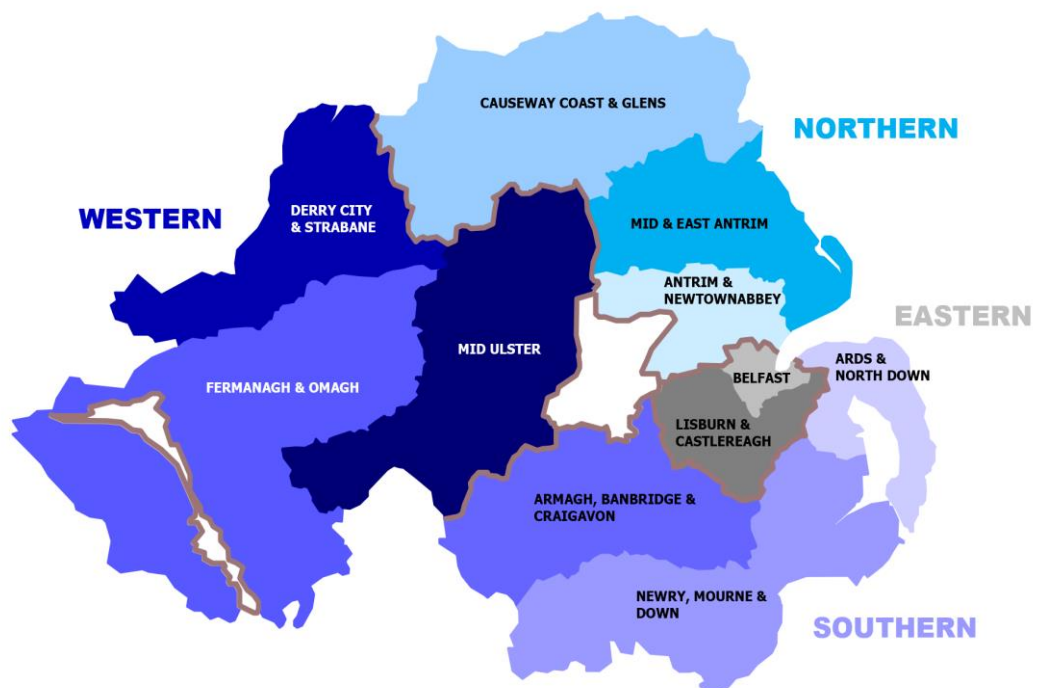 CAUSEWAY COAST & GLENS
NORTHERN
WESTERN
DERRY CITY
& STRABANE
MID & EAST ANTRIM
ANTRIM &
NEWTOWNABBEY
EASTERN
MID ULSTER
ARDS &
NORTH DOWN
BELFAST
FERMANAGH & OMAGH
LISBURN &
CASTLEREAGH
ARMAGH, BANBRIDGE &
CRAIGAVON
NEWRY, MOURNE &
DOWN
SOUTHERN